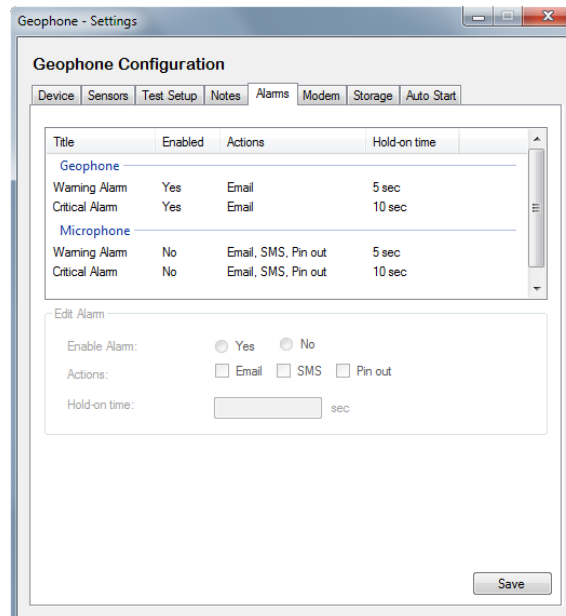 Geophone - Settings
Geophone Configuration
Device Sensors Test Setup Notes Alarms Modem Storage Auto Start
Title Enabled Actions Hold-on time
Geophone
Warning Alarm Yes Email 5 sec
Critical Alarm Yes Email 10 sec
Microphone
Warning Alarm No Email, SMS, Pin out 5 sec
Critical Alarm No Email, SMS, Pin out 10 sec
Edit Alarm
Enable Alarm: Yes No
Actions: Email SMS Pin out
Hold-on time: sec
Save